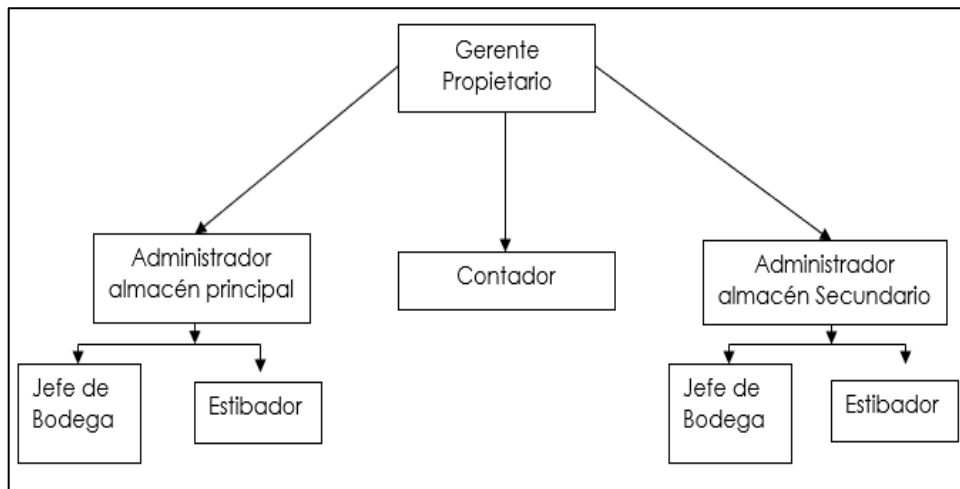 Gerente
Propietario
Administrador
almacén principal
Contador
Administrador
almacén Secundario
Jefe de
Bodega
Estibador
Jefe de
Bodega
Estibador